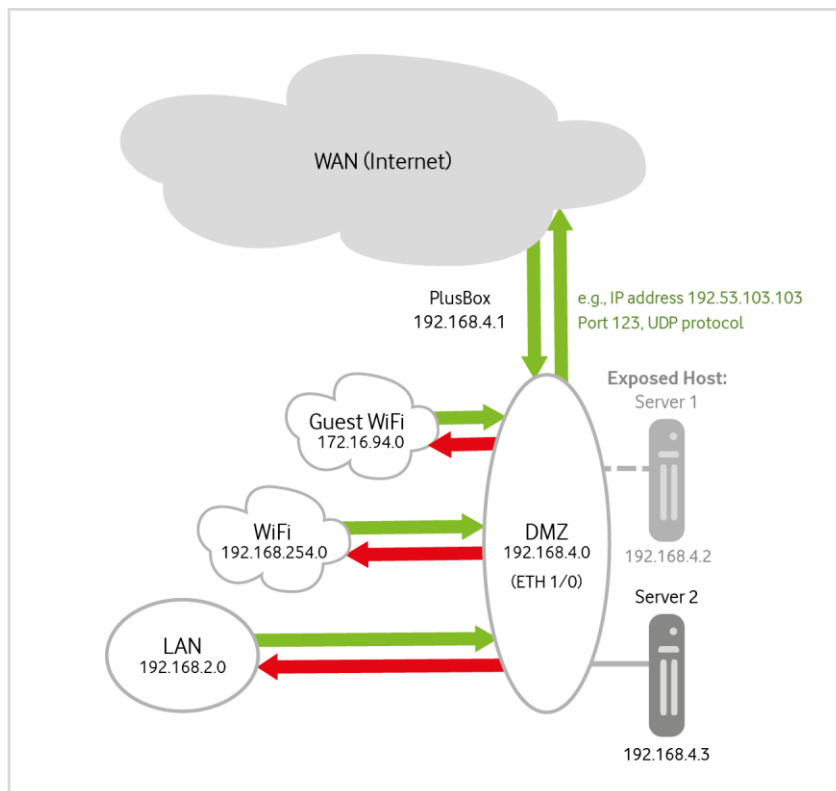 WAN (Internet)
PlusBox
192.168.4.1
e.g., IP address 192.53.103.103
Port 123, UDP protocol
Exposed Host:
Server 1
Guest WiFi
172.16.94.0
WiFi
192.168.254.0
DMZ
192.168.4.0
(ETH 1/0)
192.168.4.2
Server 2
LAN
192.168.2.0
192.168.4.3